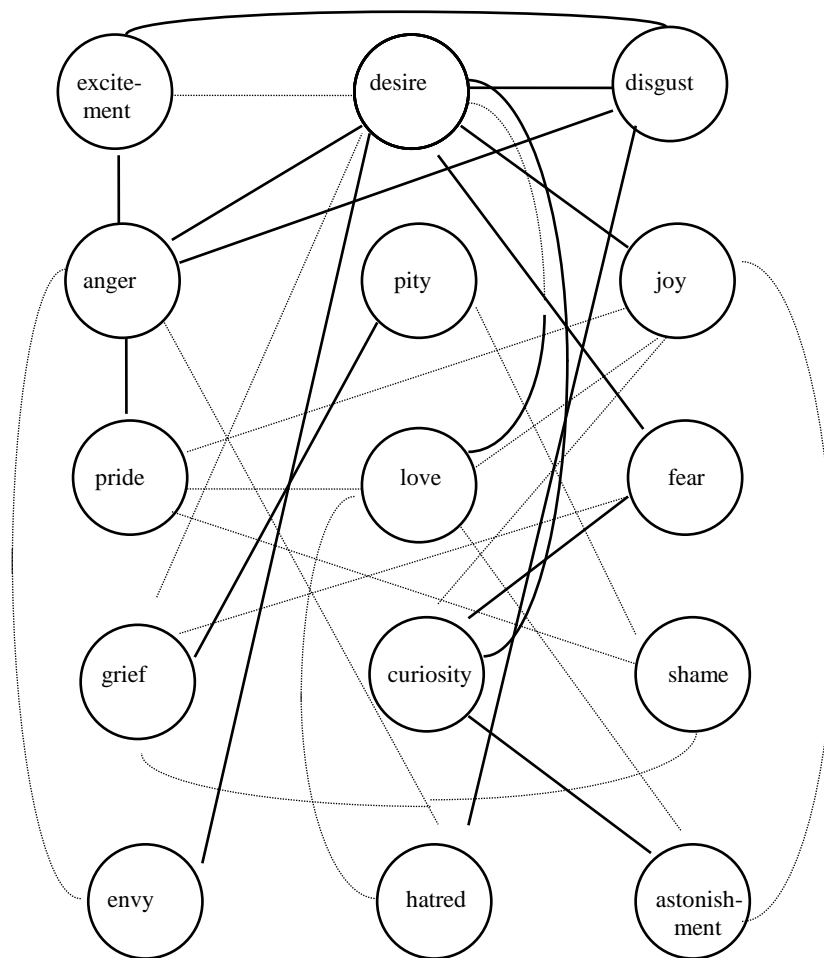 excite-
ment
desire
disgust
anger
pity
joy
pride
love
fear
grief
curiosity
shame
envy
hatred
astonish-
ment